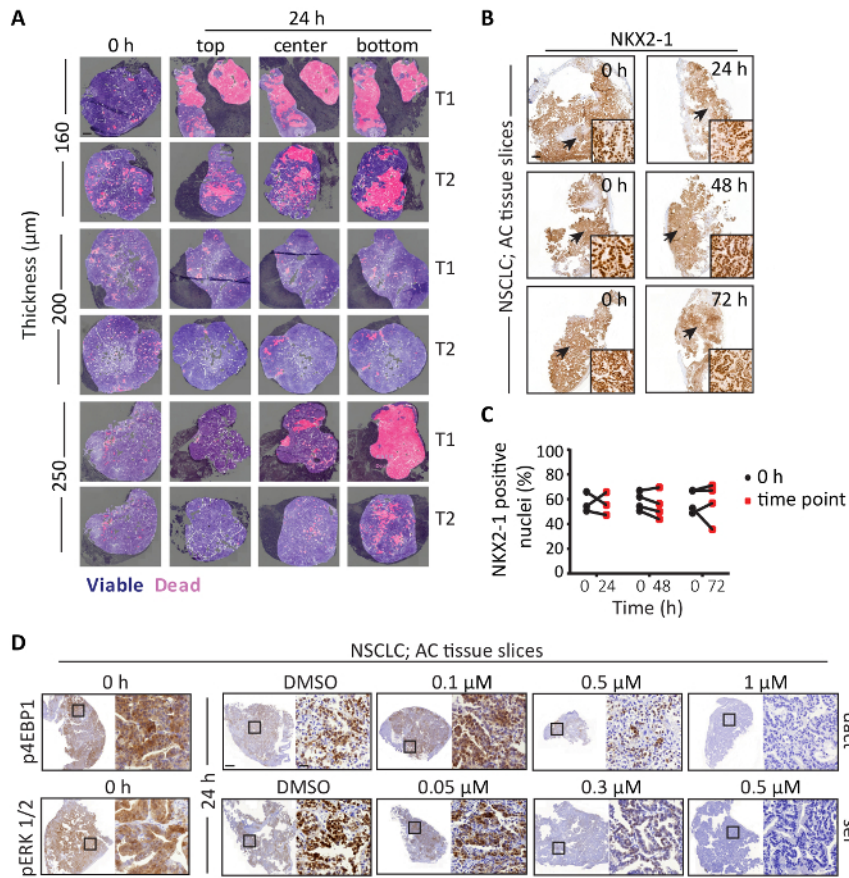 A
24 h
0 h
top
center
bottom
Thickness (µm)
160
T1
T2
200
T1
T2
250
T1
T2
Viable Dead
B
NKX2-1
NSCLC; AC tissue slices
0 h
24 h
0 h
48 h
0 h
72 h
C
NKX2-1 positive
nuclei (%)
100
80
60
40
20
0
0 24
0 48
0 72
Time (h)
0 h
time point
D
NSCLC; AC tissue slices
0 h
DMSO
0.1 µM
0.5 µM
1 µM
p4EBP1
24 h
dact
0 h
DMSO
0.05 µM
0.3 µM
0.5 µM
pERK 1/2
sel